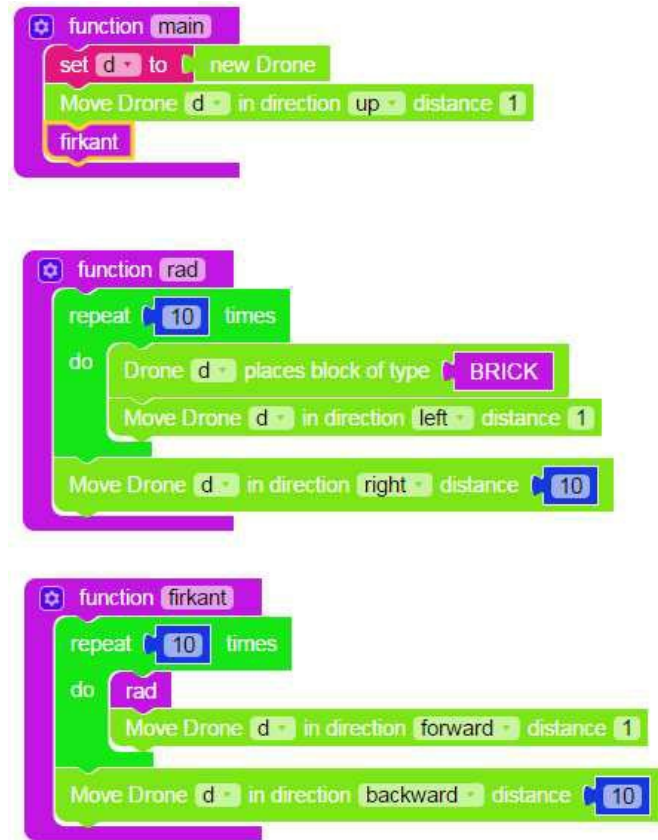 function main
set d to new Drone
Move Drone d in direction up distance 1
firkant
function rad
repeat 10 times
do Drone d places block of type BRICK
Move Drone d in direction left distance 1
Move Drone d in direction right distance 10
function firkant
repeat 10 times
do rad
Move Drone d in direction forward distance 1
Move Drone d in direction backward distance 10